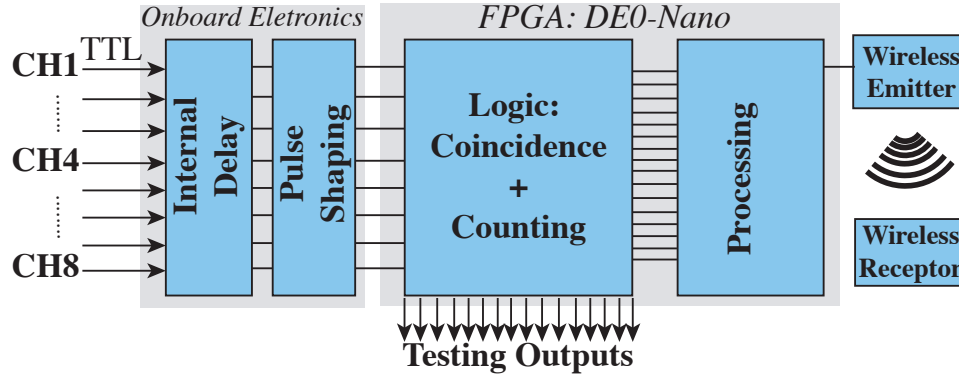 Onboard Eletronics
FPGA: DE0-Nano
TTL
CH1
CH4
CH8
Internal
Delay
Pulse
Shaping
Logic:
Coincidence
+
Counting
Processing
Wireless
Emitter
Wireless
Receptor
Testing Outputs